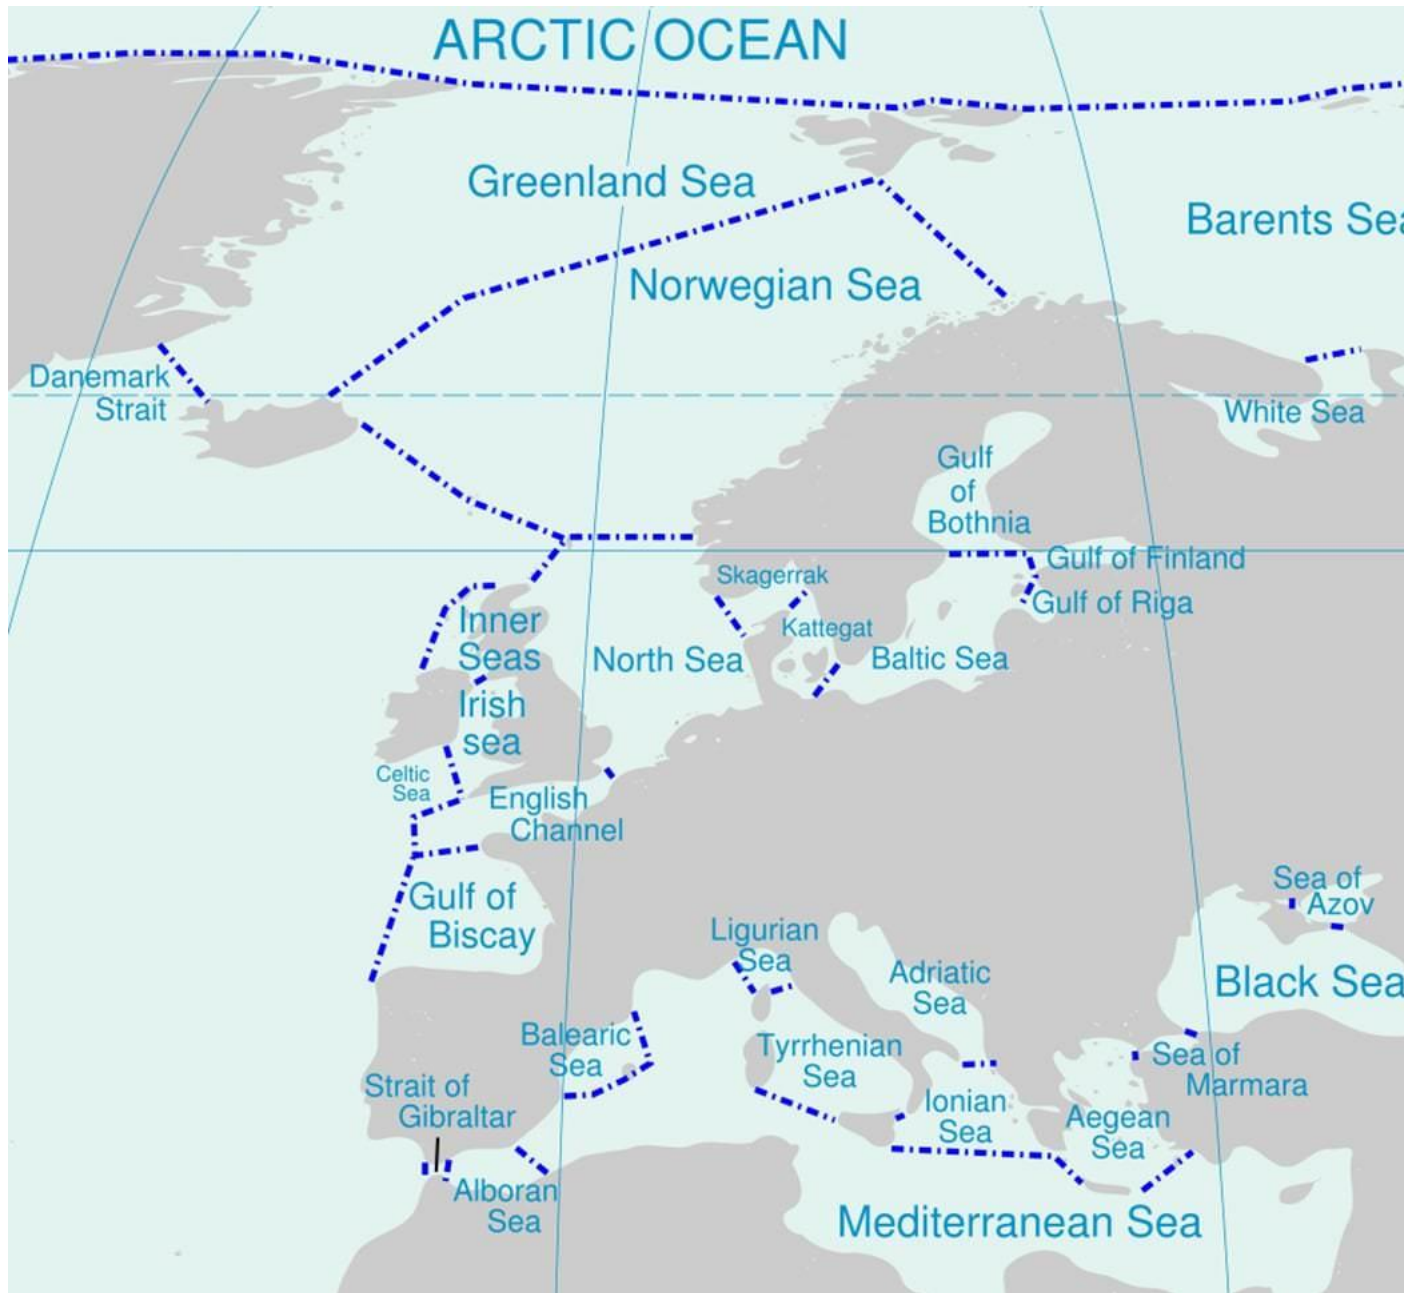 ARCTIC OCEAN
Greenland Sea
Barents Sea
Norwegian Sea
Danemark
Strait
White Sea
Gulf
of
Bothnia
Gulf of Finland
Skagerrak
Gulf of Riga
Inner
Seas
Kattegat
North Sea
Baltic Sea
Irish
sea
Celtic
Sea
English
Channel
Gulf of
Biscay
Sea of
Azov
Ligurian
Sea
Adriatic
Sea
Black Sea
Balearic
Sea
Tyrrhenian
Sea
Sea of
Marmara
Strait of
Gibraltar
Ionian
Sea
Aegean
Sea
Alboran
Sea
Mediterranean Sea